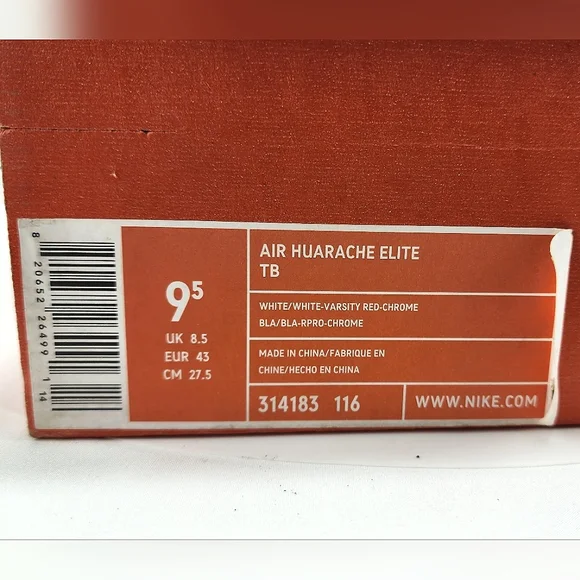 8 20652 26499 1 14
9⁵
UK 8.5
EUR 43
CM 27.5
AIR HUARACHE ELITE
TB
WHITE/WHITE-VARSITY RED-CHROME
BLA/BLA-RPRO-CHROME
MADE IN CHINA/FABRIQUE EN
CHINE/HECHO EN CHINA
314183 116
WWW.NIKE.COM